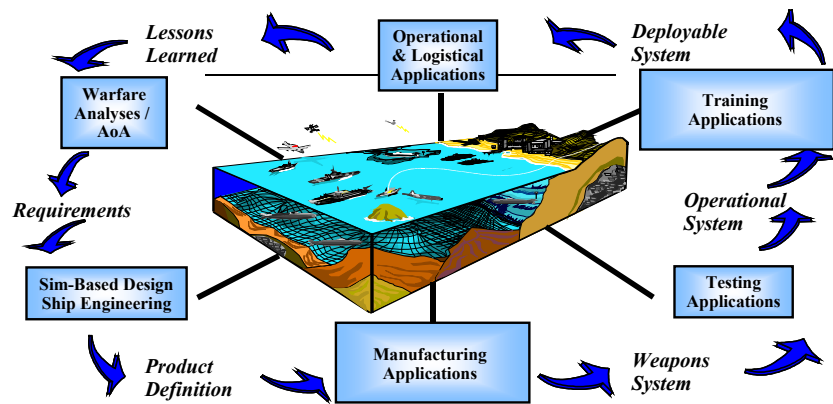 Lessons
Learned
Operational
& Logistical
Applications
Deployable
System
Warfare
Analyses /
AoA
Training
Applications
Requirements
Operational
System
Sim-Based Design
Ship Engineering
Testing
Applications
Product
Definition
Manufacturing
Applications
Weapons
System